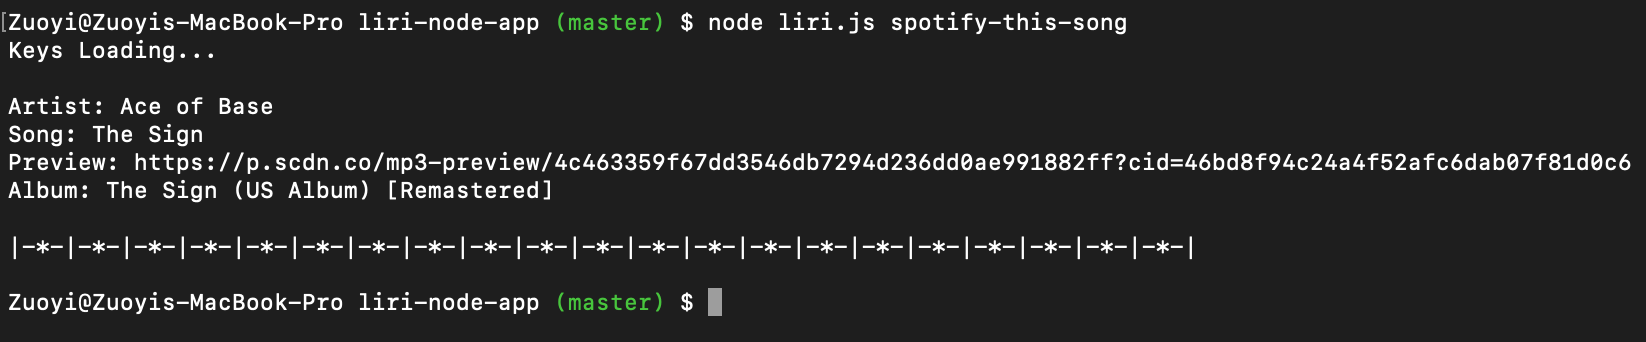 [Zuoyi@Zuoyis-MacBook-Pro liri-node-app (master) $ node liri.js spotify-this-song
Keys Loading...
Artist: Ace of Base
Song: The Sign
Preview: https://p.scdn.co/mp3-preview/4c463359f67dd3546db7294d236dd0ae991882ff?cid=46bd8f94c24a4f52afc6dab07f81d0c6
Album: The Sign (US Album) [Remastered]
|-*-|-*-|-*-|-*-|-*-|-*-|-*-|-*-|-*-|-*-|-*-|-*-|-*-|-*-|-*-|-*-|-*-|-*-|-*-|-*-|-*-|
Zuoyi@Zuoyis-MacBook-Pro liri-node-app (master) $